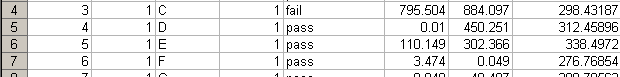 4 3 1 C 1 fail 795.504 884.097 298.43187
5 4 1 D 1 pass 0.01 450.251 312.45896
6 5 1 E 1 pass 110.149 302.366 338.4972
7 6 1 F 1 pass 3.474 0.049 276.76854